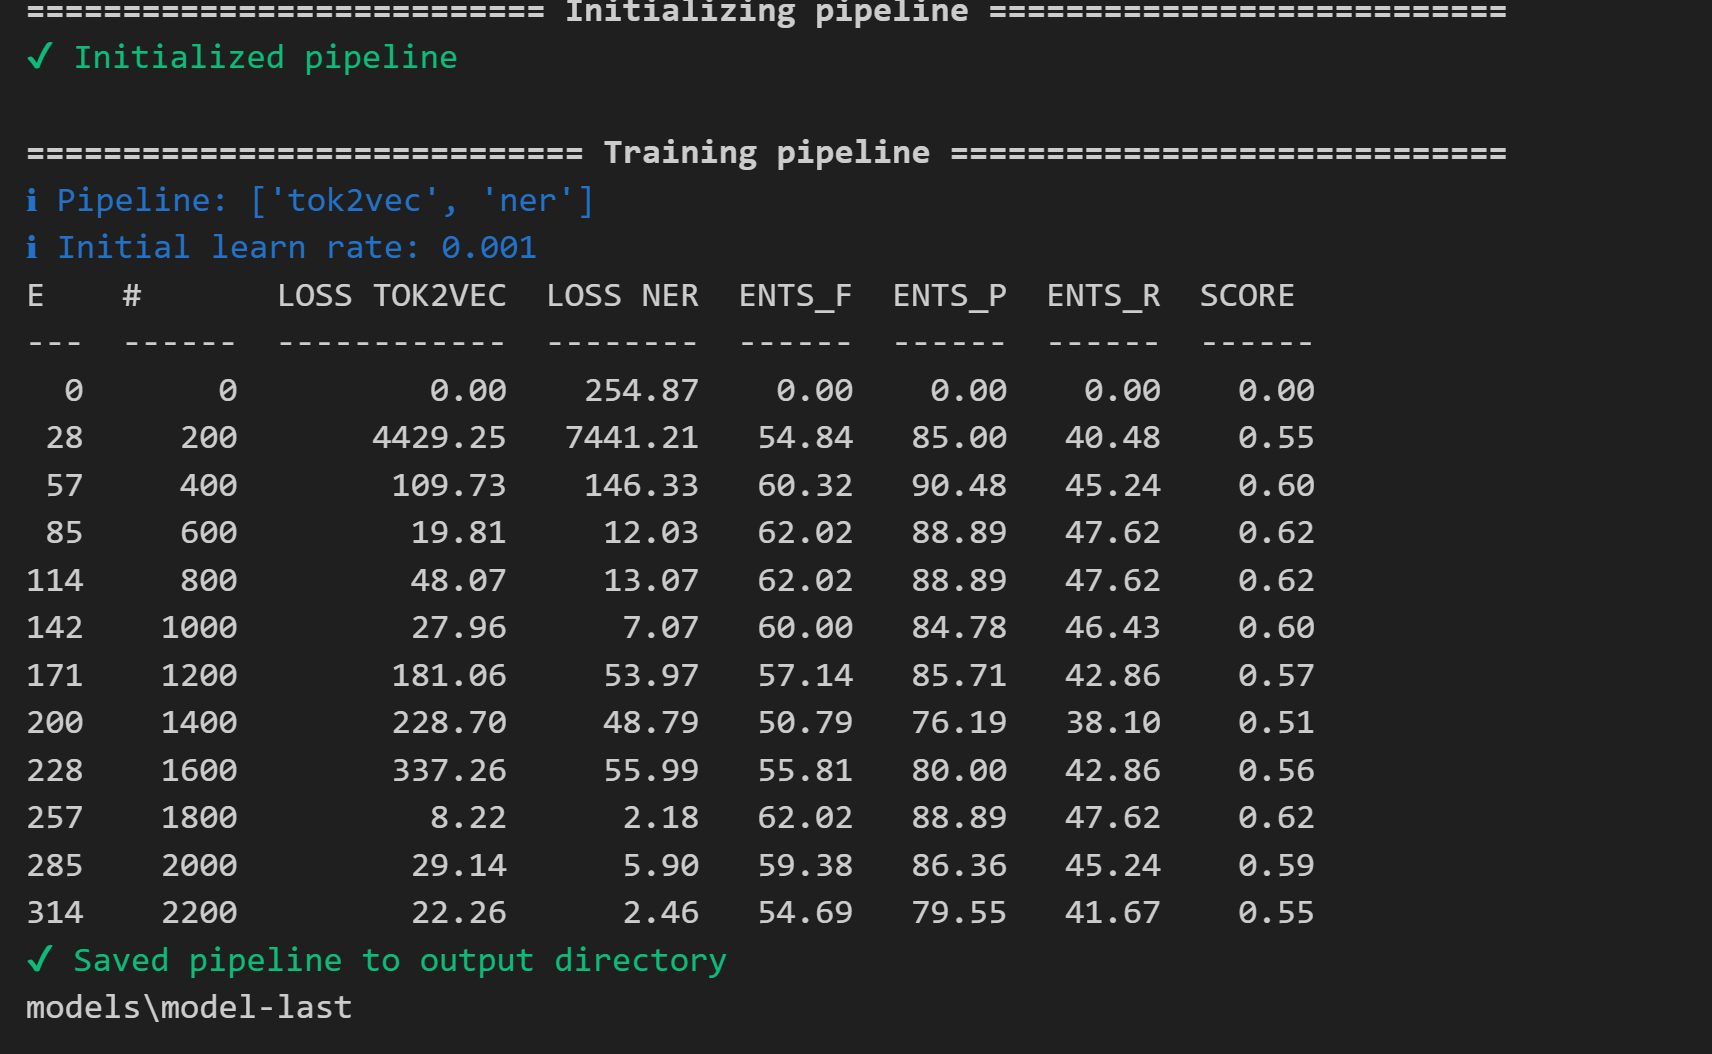 =========================== Initializing pipeline ===========================
✔ Initialized pipeline
============================= Training pipeline =============================
ℹ Pipeline: ['tok2vec', 'ner']
ℹ Initial learn rate: 0.001
E    #       LOSS TOK2VEC  LOSS NER  ENTS_F  ENTS_P  ENTS_R  SCORE
---  ------  ------------  --------  ------  ------  ------  ------
  0       0          0.00    254.87    0.00    0.00    0.00    0.00
 28     200       4429.25   7441.21   54.84   85.00   40.48    0.55
 57     400        109.73    146.33   60.32   90.48   45.24    0.60
 85     600         19.81     12.03   62.02   88.89   47.62    0.62
114     800         48.07     13.07   62.02   88.89   47.62    0.62
142    1000         27.96      7.07   60.00   84.78   46.43    0.60
171    1200        181.06     53.97   57.14   85.71   42.86    0.57
200    1400        228.70     48.79   50.79   76.19   38.10    0.51
228    1600        337.26     55.99   55.81   80.00   42.86    0.56
257    1800          8.22      2.18   62.02   88.89   47.62    0.62
285    2000         29.14      5.90   59.38   86.36   45.24    0.59
314    2200         22.26      2.46   54.69   79.55   41.67    0.55
✔ Saved pipeline to output directory
models\model-last